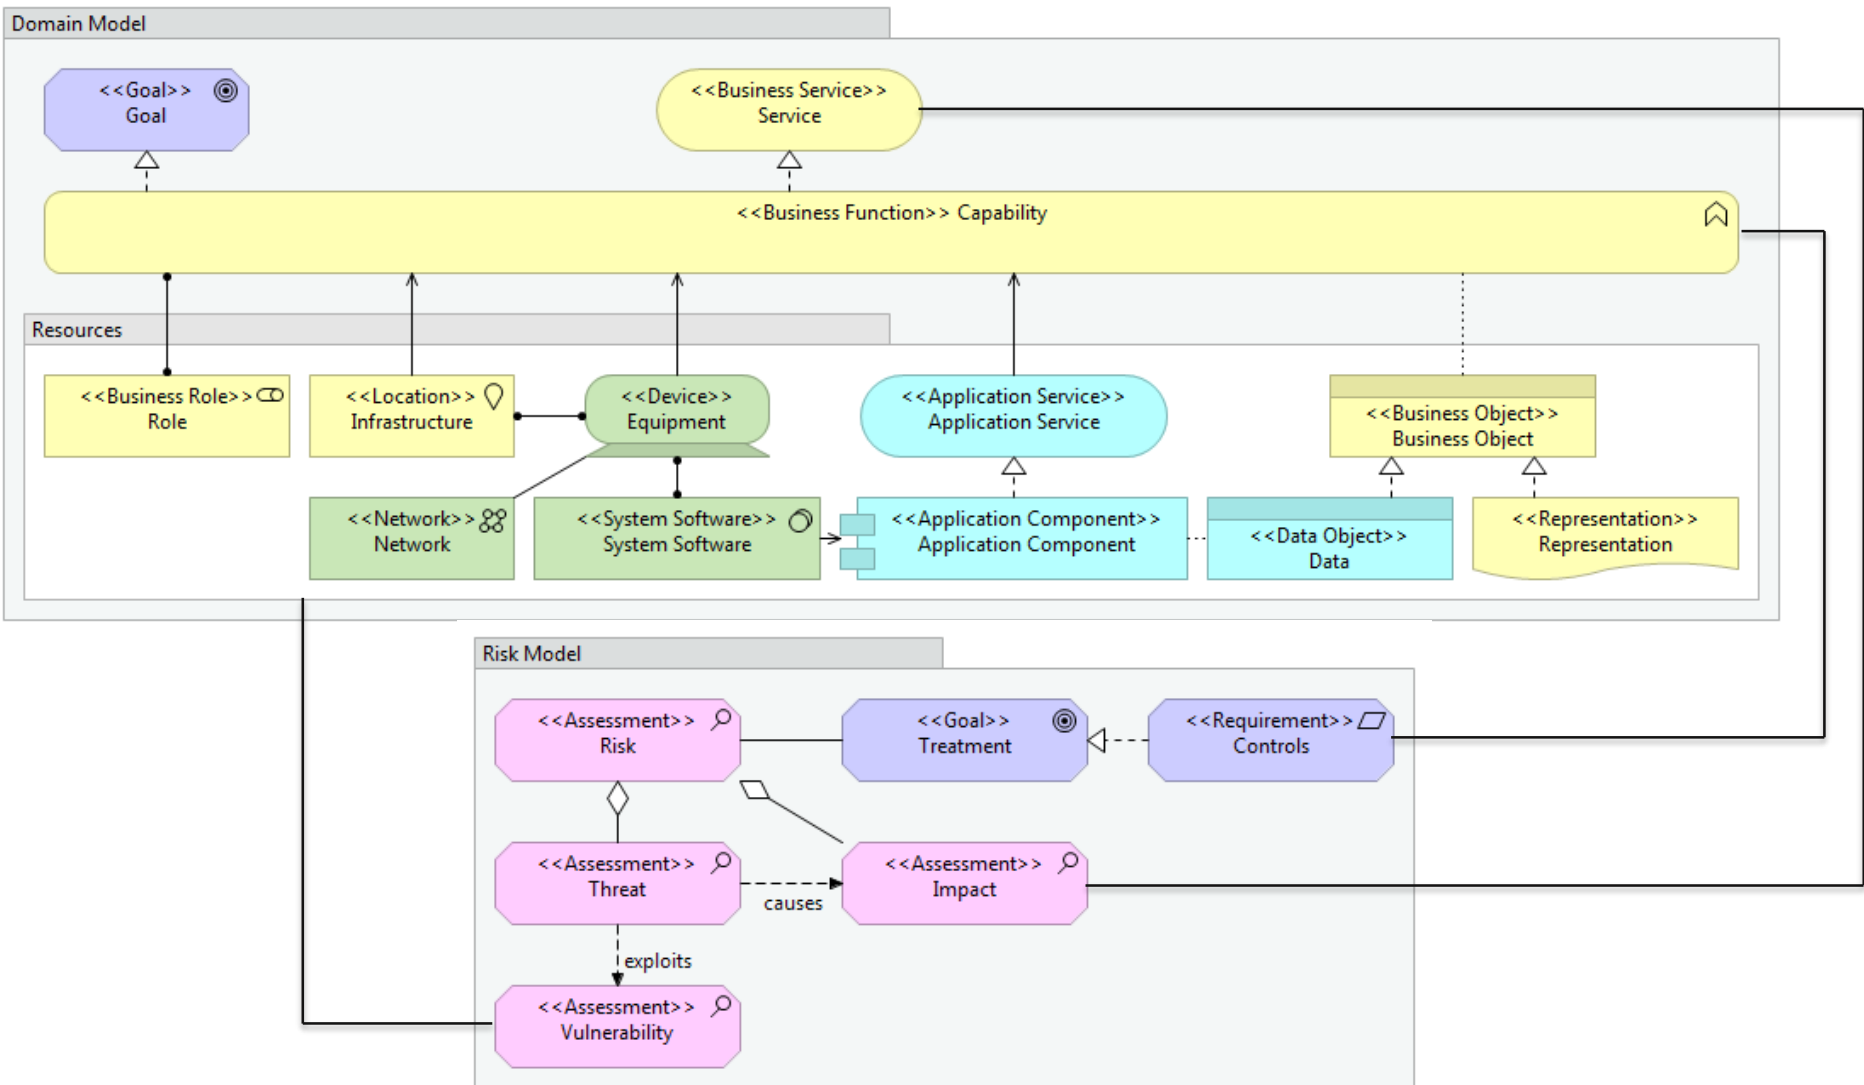 Domain Model
<<Goal>>
Goal
<<Business Service>>
Service
<<Business Function>> Capability
Resources
<<Business Role>>
Role
<<Location>>
Infrastructure
<<Device>>
Equipment
<<Application Service>>
Application Service
<<Business Object>>
Business Object
<<Network>>
Network
<<System Software>>
System Software
<<Application Component>>
Application Component
<<Data Object>>
Data
<<Representation>>
Representation
Risk Model
<<Assessment>>
Risk
<<Goal>>
Treatment
<<Requirement>>
Controls
<<Assessment>>
Threat
causes
<<Assessment>>
Impact
exploits
<<Assessment>>
Vulnerability